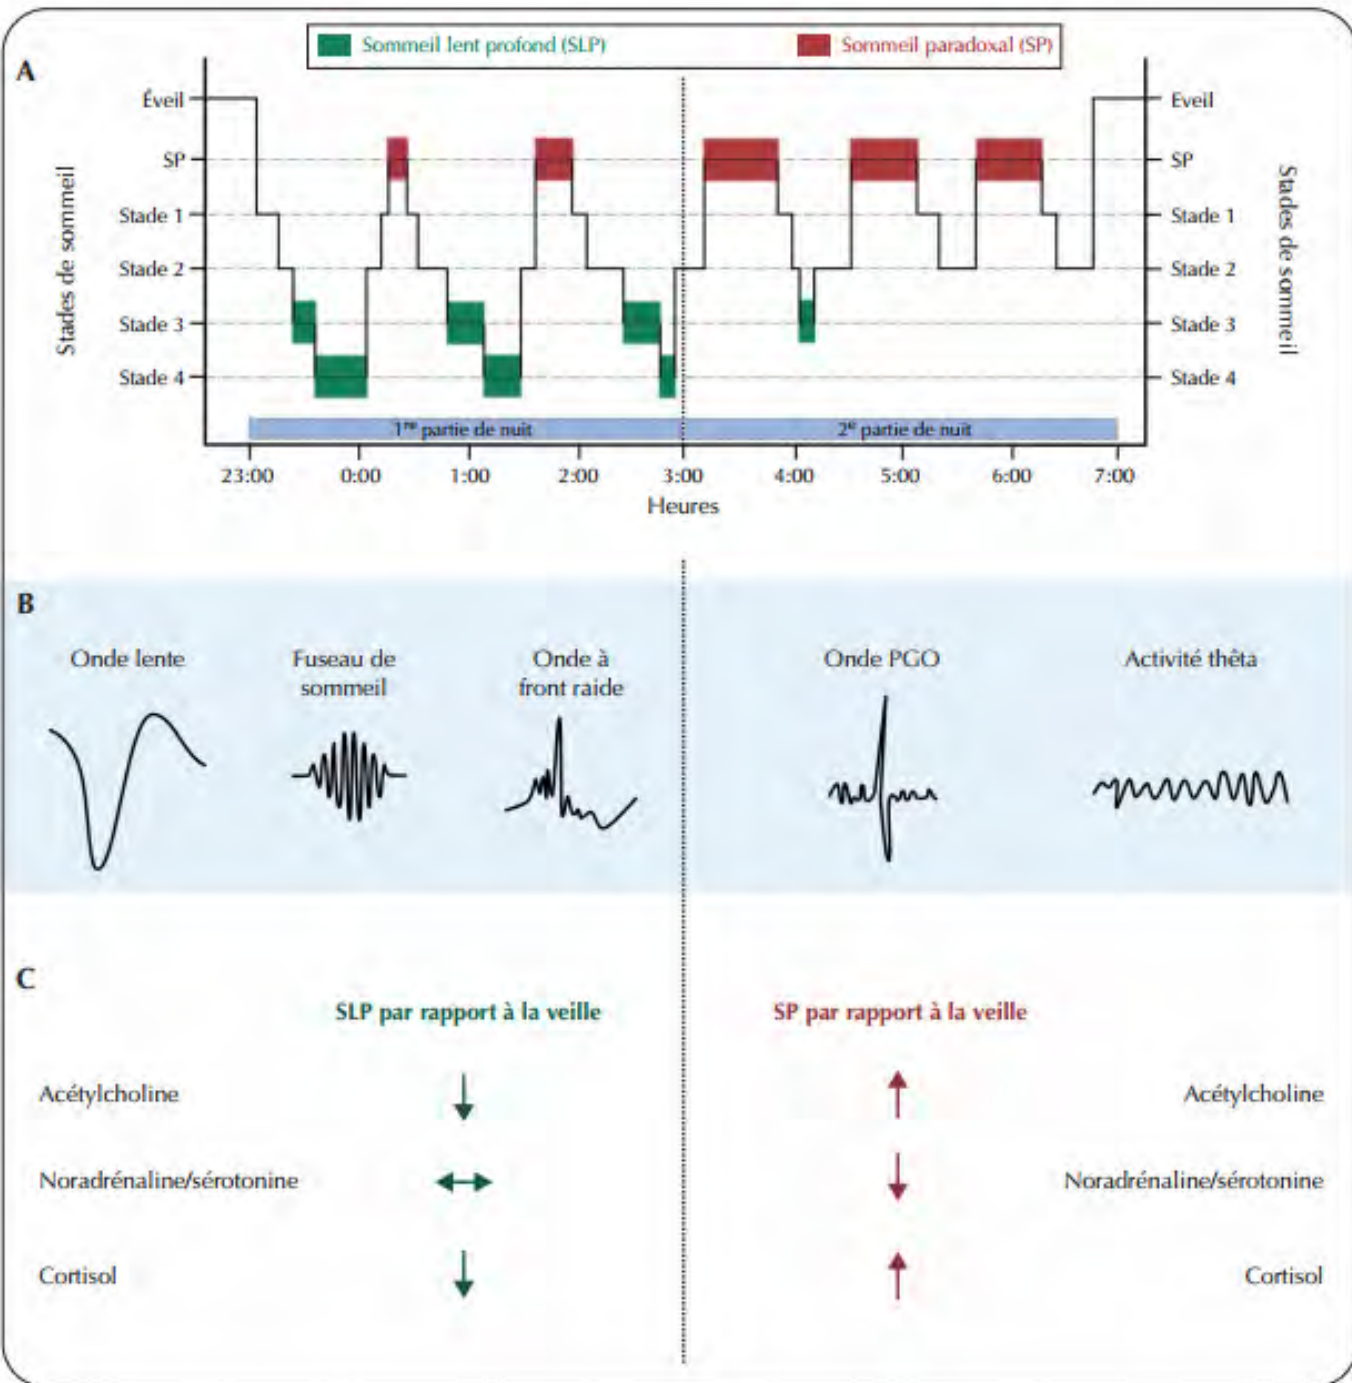 Sommeil lent profond (SLP)
Sommeil paradoxal (SP)
A
Stades de sommeil
Éveil
SP
Stade 1
Stade 2
Stade 3
Stade 4
Eveil
SP
Stade 1
Stade 2
Stade 3
Stade 4
Stades de sommeil
1re partie de nuit
2e partie de nuit
23:00 0:00 1:00 2:00 3:00 4:00 5:00 6:00 7:00
Heures
B
Onde lente
Fuseau de
sommeil
Onde à
front raide
Onde PGO
Activité thêta
C
SLP par rapport à la veille
SP par rapport à la veille
Acétylcholine
Acétylcholine
Noradrénaline/sérotonine
Noradrénaline/sérotonine
Cortisol
Cortisol